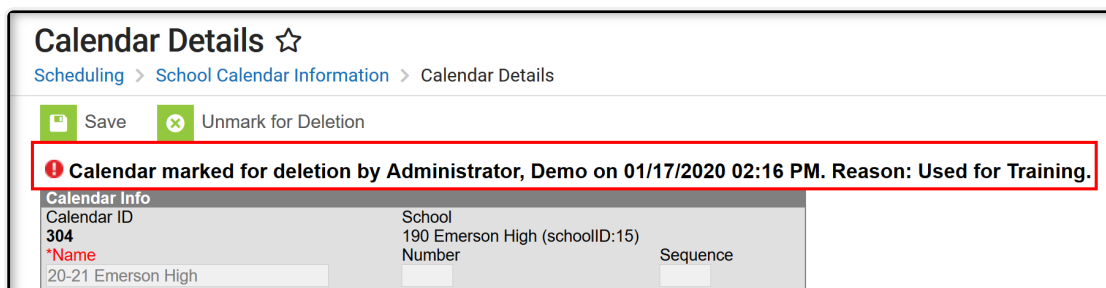 Calendar Details
Scheduling > School Calendar Information > Calendar Details
Save Unmark for Deletion
Calendar marked for deletion by Administrator, Demo on 01/17/2020 02:16 PM. Reason: Used for Training.
Calendar Info
Calendar ID School
304 190 Emerson High (schoolID:15)
*Name Number Sequence
20-21 Emerson High